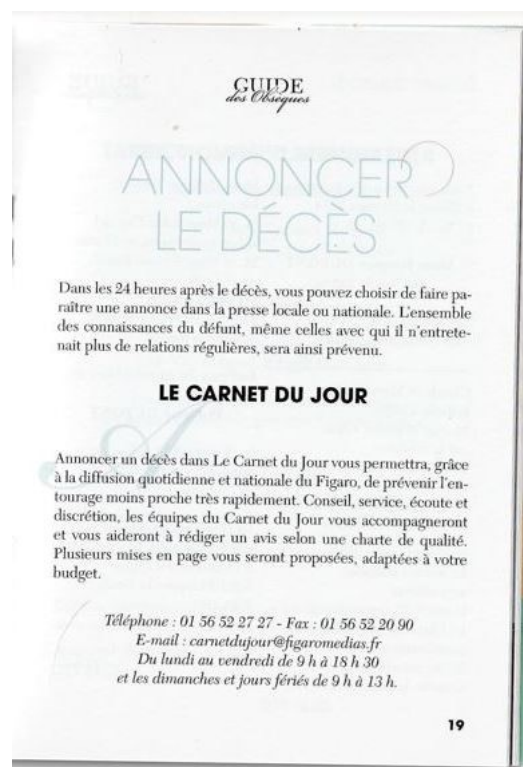 GUIDE
des Obsèques
ANNONCER
LE DÉCÈS
Dans les 24 heures après le décès, vous pouvez choisir de faire pa-
raître une annonce dans la presse locale ou nationale. L'ensemble
des connaissances du défunt, même celles avec qui il n'entrete-
nait plus de relations régulières, sera ainsi prévenu.
LE CARNET DU JOUR
Annoncer un décès dans Le Carnet du Jour vous permettra, grâce
à la diffusion quotidienne et nationale du Figaro, de prévenir l'en-
tourage moins proche très rapidement. Conseil, service, écoute et
discrétion, les équipes du Carnet du Jour vous accompagneront
et vous aideront à rédiger un avis selon une charte de qualité.
Plusieurs mises en page vous seront proposées, adaptées à votre
budget.
Téléphone : 01 56 52 27 27 - Fax : 01 56 52 20 90
E-mail : carnetdujour@figaromedias.fr
Du lundi au vendredi de 9 h à 18 h 30
et les dimanches et jours fériés de 9 h à 13 h.
19